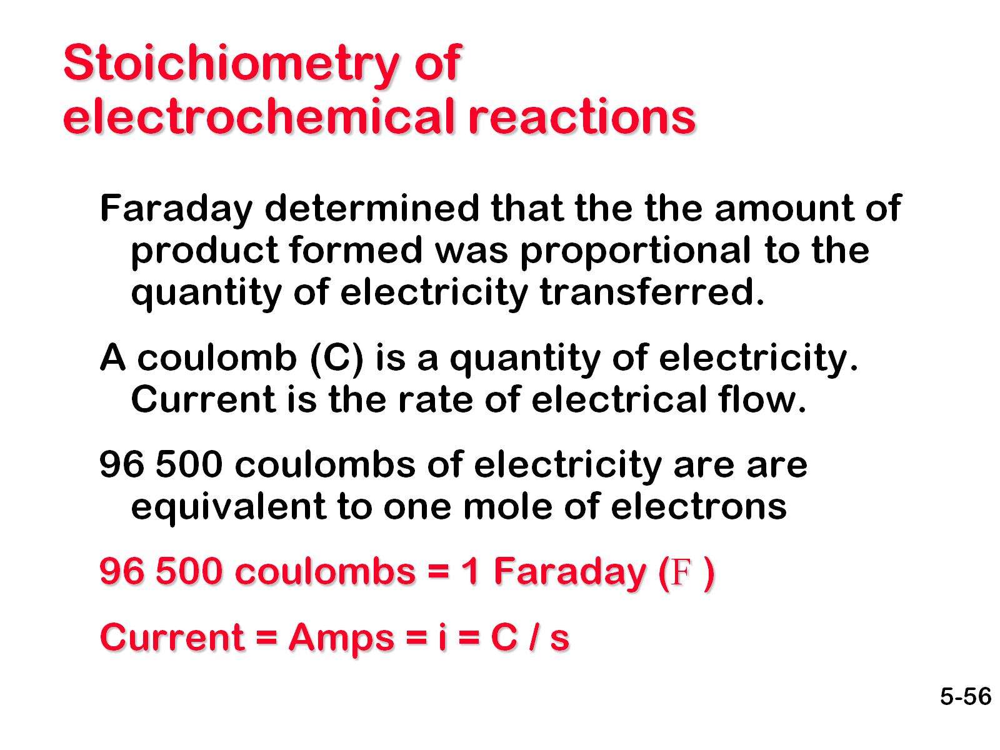 Stoichiometry of
electrochemical reactions
Faraday determined that the the amount of
product formed was proportional to the
quantity of electricity transferred.
A coulomb (C) is a quantity of electricity.
Current is the rate of electrical flow.
96 500 coulombs of electricity are are
equivalent to one mole of electrons
96 500 coulombs = 1 Faraday (F )
Current = Amps = i = C / s
5-56